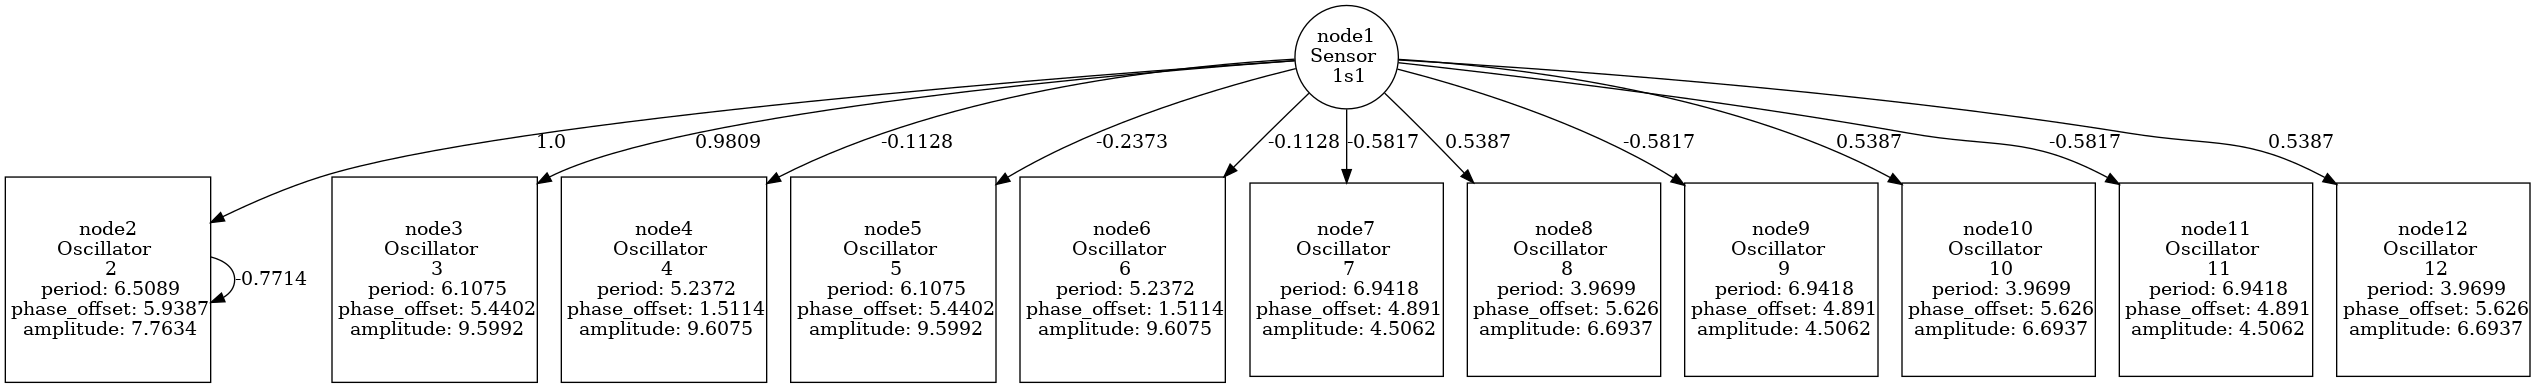 node1
Sensor
1s1
1.0
0.9809
-0.1128
-0.2373
-0.1128
-0.5817
0.5387
-0.5817
0.5387
-0.5817
0.5387
node2
Oscillator
2
period: 6.5089
phase_offset: 5.9387
amplitude: 7.7634
-0.7714
node3
Oscillator
3
period: 6.1075
phase_offset: 5.4402
amplitude: 9.5992
node4
Oscillator
4
period: 5.2372
phase_offset: 1.5114
amplitude: 9.6075
node5
Oscillator
5
period: 6.1075
phase_offset: 5.4402
amplitude: 9.5992
node6
Oscillator
6
period: 5.2372
phase_offset: 1.5114
amplitude: 9.6075
node7
Oscillator
7
period: 6.9418
phase_offset: 4.891
amplitude: 4.5062
node8
Oscillator
8
period: 3.9699
phase_offset: 5.626
amplitude: 6.6937
node9
Oscillator
9
period: 6.9418
phase_offset: 4.891
amplitude: 4.5062
node10
Oscillator
10
period: 3.9699
phase_offset: 5.626
amplitude: 6.6937
node11
Oscillator
11
period: 6.9418
phase_offset: 4.891
amplitude: 4.5062
node12
Oscillator
12
period: 3.9699
phase_offset: 5.626
amplitude: 6.6937